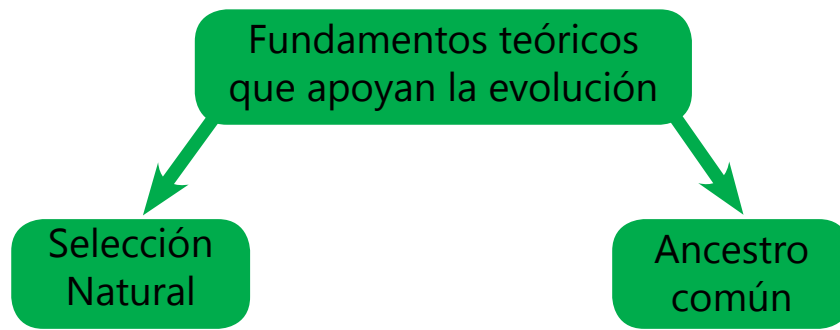 Fundamentos teóricos
que apoyan la evolución
Selección
Natural
Ancestro
común